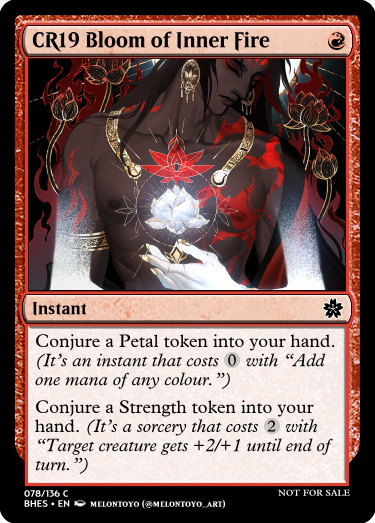 CR19 Bloom of Inner Fire
Instant
Conjure a Petal token into your hand.
(It’s an instant that costs 0 with “Add
one mana of any colour.”)
Conjure a Strength token into your
hand. (It’s a sorcery that costs 2 with
“Target creature gets +2/+1 until end of
turn.”)
078/136 C
NOT FOR SALE
BHES • EN MELONTOYO (@MELONTOYO_ART)